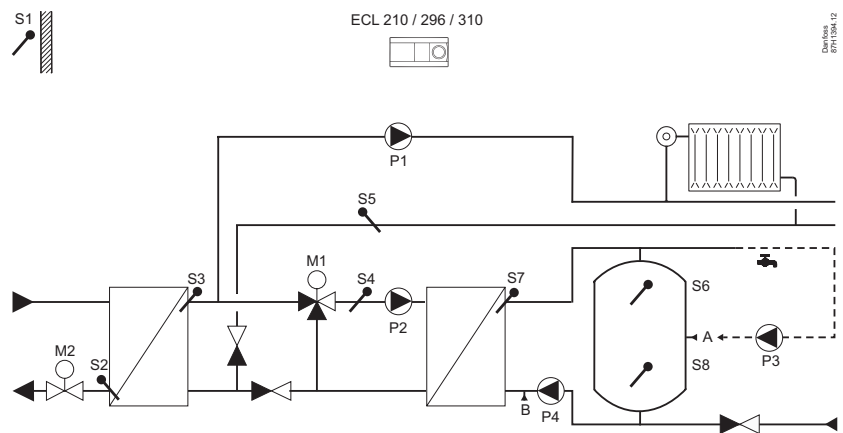 S1
ECL 210 / 296 / 310
Danfoss
87H1394.12
P1
S5
M1
S3
S4
S7
S6
P2
A
P3
M2
S2
S8
B
P4